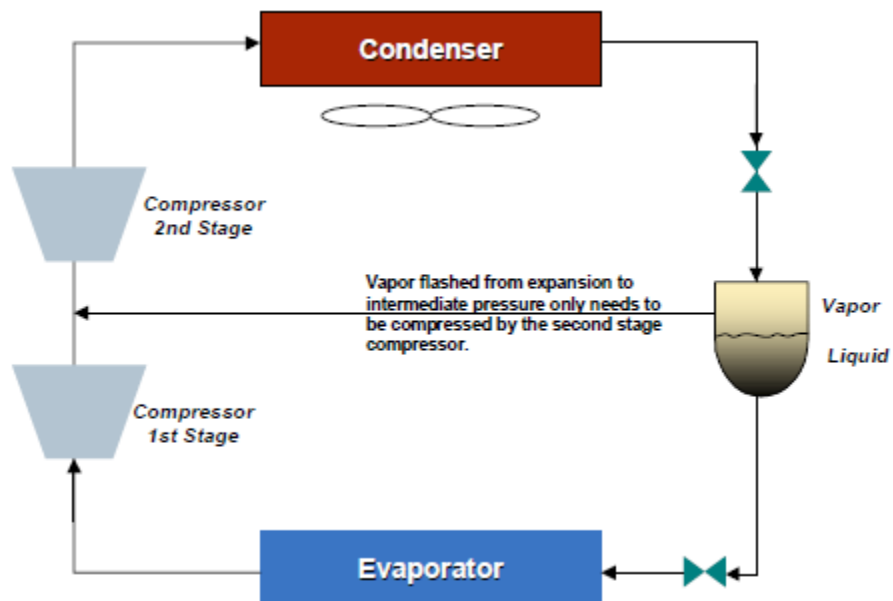 Condenser
Compressor
2nd Stage
Vapor flashed from expansion to
intermediate pressure only needs to
be compressed by the second stage
compressor.
Vapor
Liquid
Compressor
1st Stage
Evaporator